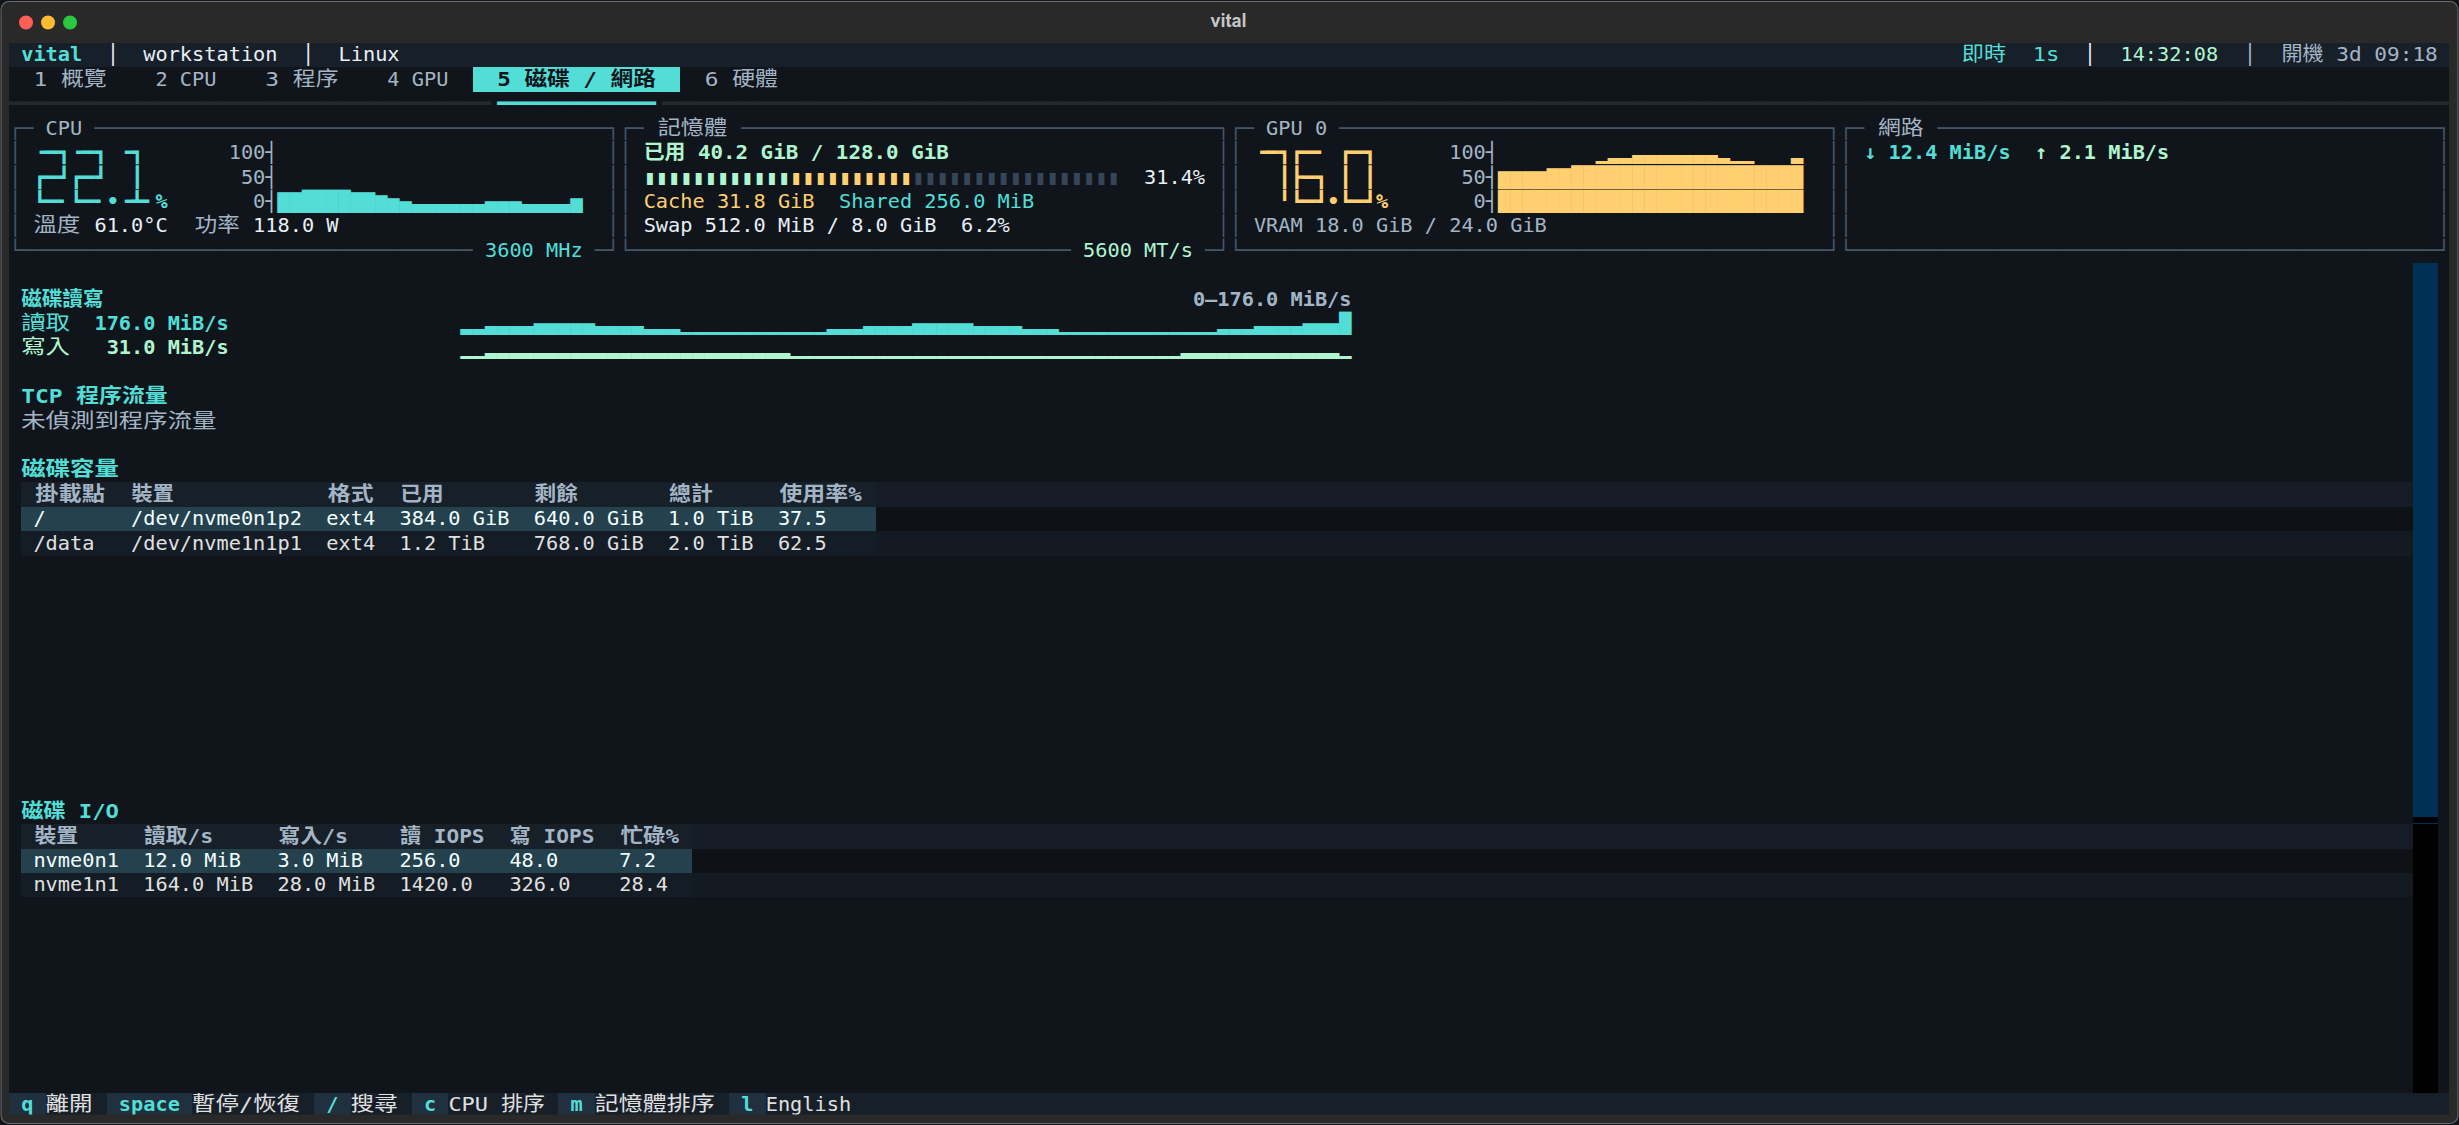 vital
vital │ workstation │ Linux 即時 1s │ 14:32:08 │ 開機 3d 09:18
1 概覽 2 CPU 3 程序 4 GPU 5 磁碟 / 網路 6 硬體
CPU
22.1%
100
50
0
溫度 61.0°C 功率 118.0 W
3600 MHz
記憶體
已用 40.2 GiB / 128.0 GiB
31.4%
Cache 31.8 GiB Shared 256.0 MiB
Swap 512.0 MiB / 8.0 GiB 6.2%
5600 MT/s
GPU 0
76.0%
100
50
0
VRAM 18.0 GiB / 24.0 GiB
網路
↓ 12.4 MiB/s ↑ 2.1 MiB/s
磁碟讀寫 0–176.0 MiB/s
讀取 176.0 MiB/s
寫入 31.0 MiB/s
TCP 程序流量
未偵測到程序流量
磁碟容量
掛載點 裝置 格式 已用 剩餘 總計 使用率%
/ /dev/nvme0n1p2 ext4 384.0 GiB 640.0 GiB 1.0 TiB 37.5
/data /dev/nvme1n1p1 ext4 1.2 TiB 768.0 GiB 2.0 TiB 62.5
磁碟 I/O
裝置 讀取/s 寫入/s 讀 IOPS 寫 IOPS 忙碌%
nvme0n1 12.0 MiB 3.0 MiB 256.0 48.0 7.2
nvme1n1 164.0 MiB 28.0 MiB 1420.0 326.0 28.4
q 離開 space 暫停/恢復 / 搜尋 c CPU 排序 m 記憶體排序 l English